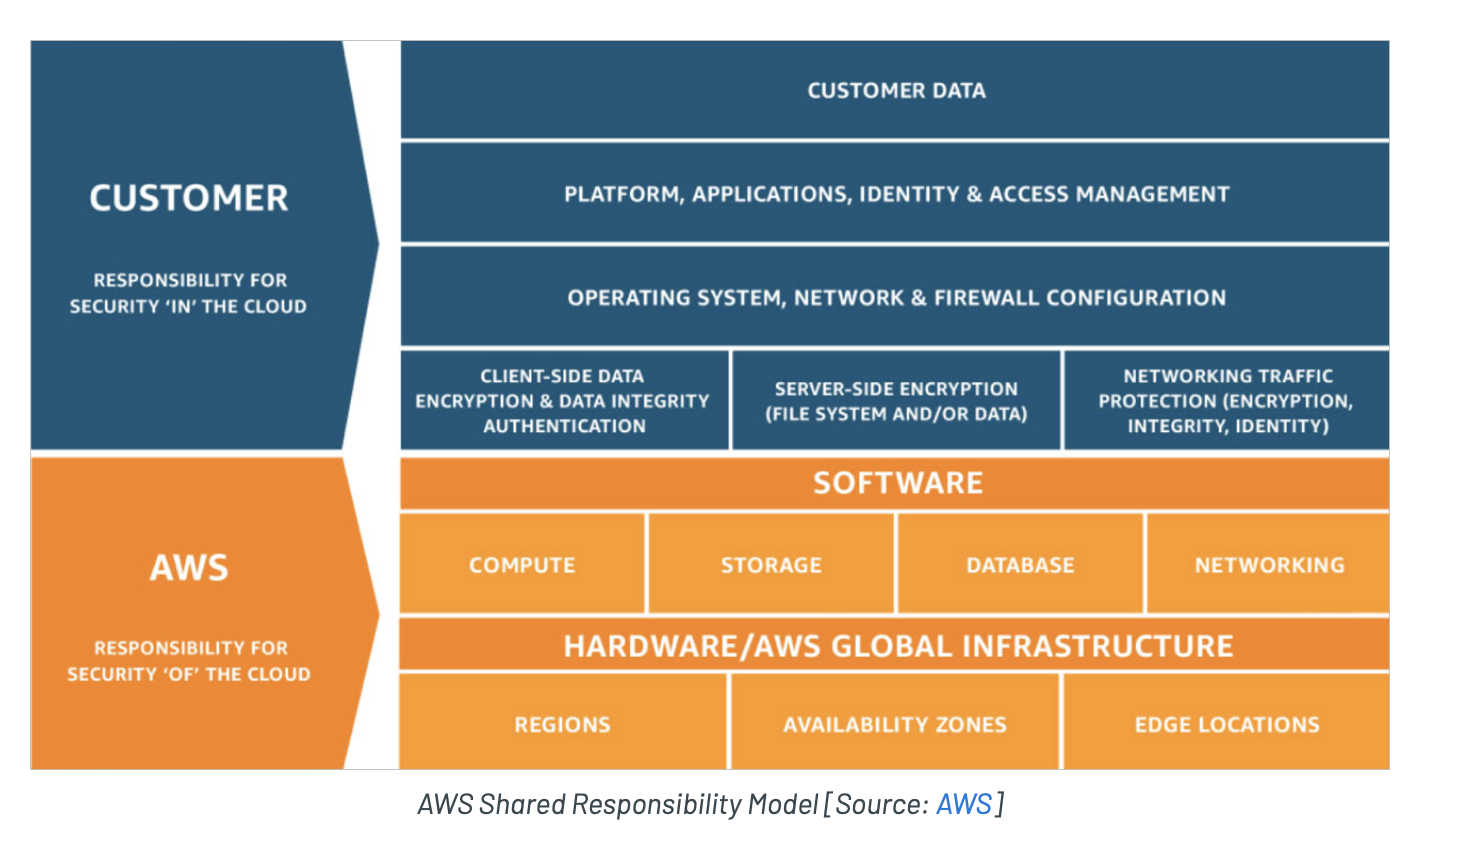 CUSTOMER
RESPONSIBILITY FOR
SECURITY ‘IN’ THE CLOUD
CUSTOMER DATA
PLATFORM, APPLICATIONS, IDENTITY & ACCESS MANAGEMENT
OPERATING SYSTEM, NETWORK & FIREWALL CONFIGURATION
CLIENT-SIDE DATA
ENCRYPTION & DATA INTEGRITY
AUTHENTICATION
SERVER-SIDE ENCRYPTION
(FILE SYSTEM AND/OR DATA)
NETWORKING TRAFFIC
PROTECTION (ENCRYPTION,
INTEGRITY, IDENTITY)
AWS
RESPONSIBILITY FOR
SECURITY ‘OF’ THE CLOUD
SOFTWARE
COMPUTE
STORAGE
DATABASE
NETWORKING
HARDWARE/AWS GLOBAL INFRASTRUCTURE
REGIONS
AVAILABILITY ZONES
EDGE LOCATIONS
AWS Shared Responsibility Model [Source: AWS]